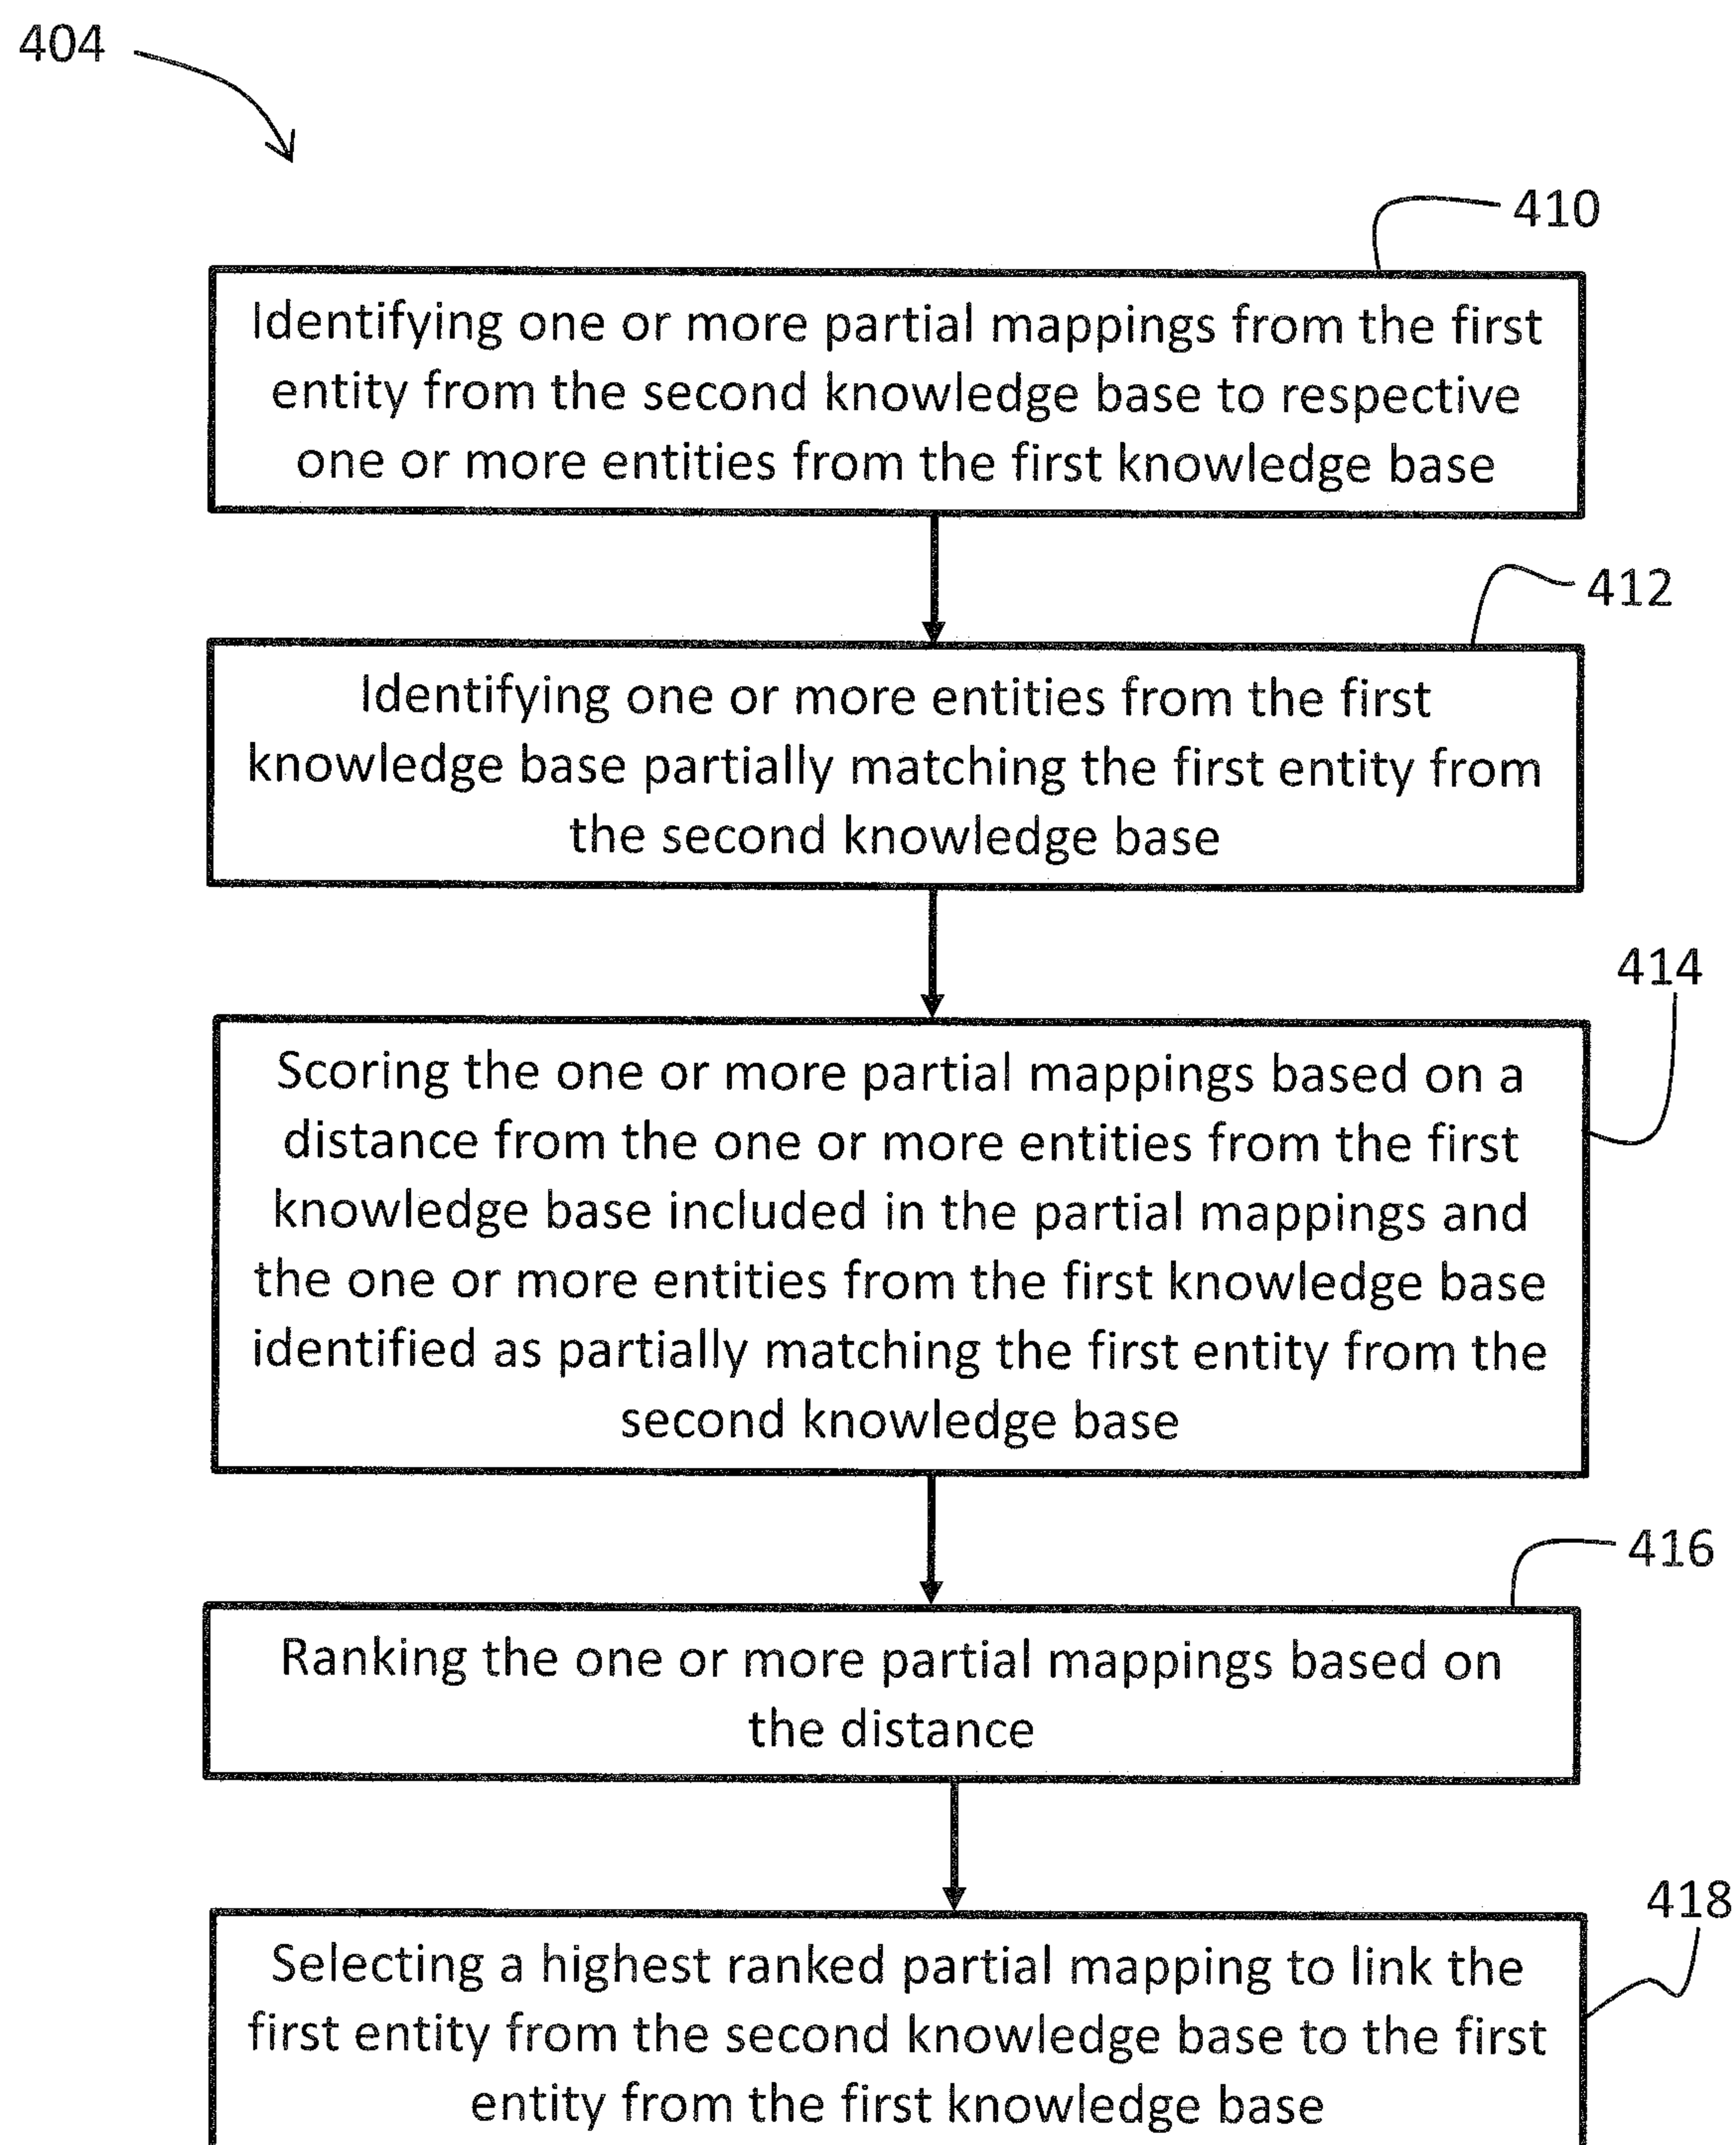 404
410
Identifying one or more partial mappings from the first
entity from the second knowledge base to respective
one or more entities from the first knowledge base
412
Identifying one or more entities from the first
knowledge base partially matching the first entity from
the second knowledge base
414
Scoring the one or more partial mappings based on a
distance from the one or more entities from the first
knowledge base included in the partial mappings and
the one or more entities from the first knowledge base
identified as partially matching the first entity from the
second knowledge base
416
Ranking the one or more partial mappings based on
the distance
418
Selecting a highest ranked partial mapping to link the
first entity from the second knowledge base to the first
entity from the first knowledge base